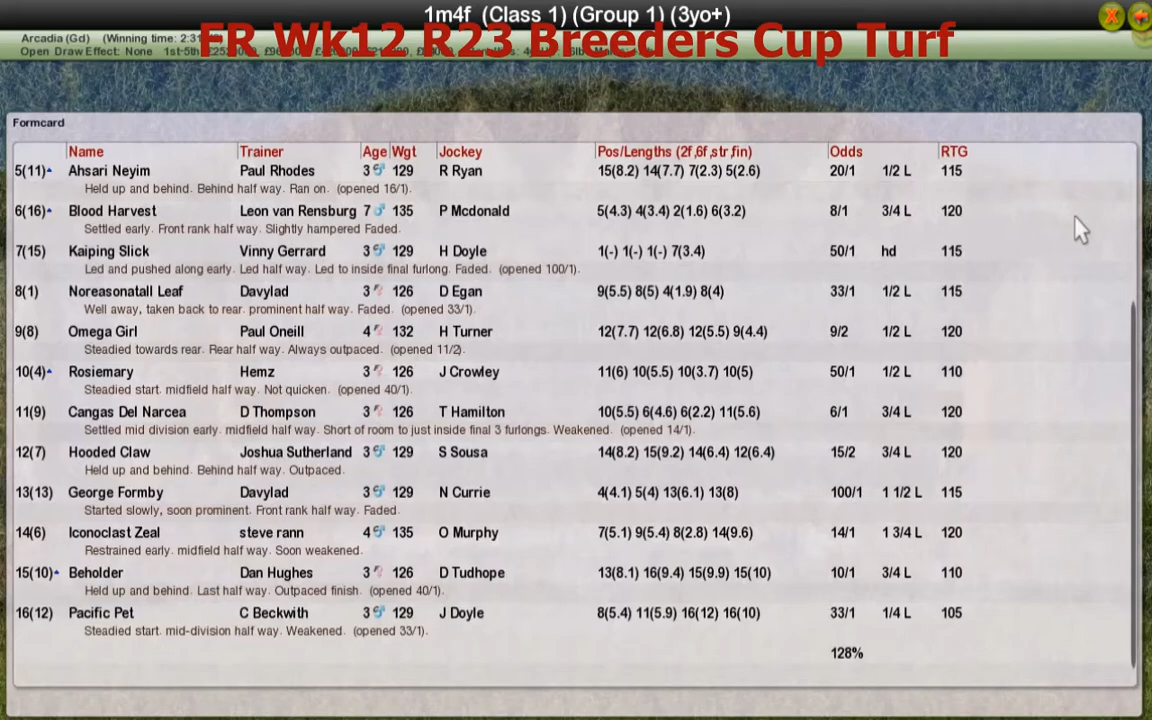 1m4f (Class 1) (Group 1) (3yo+)
FR Wk12 R23 Breeders Cup Turf
Arcadia (Gd) (Winning time: 2:31
Open Draw Effect: None 1st-5th
Formcard
Name Trainer Age Wgt Jockey Pos/Lengths (2f,6f,str,fin) Odds RTG
5(11) Ahsari Neyim Paul Rhodes 3 129 R Ryan 15(8.2) 14(7.7) 7(2.3) 5(2.6) 20/1 1/2 L 115
Held up and behind. Behind half way. Ran on. (opened 16/1).
6(16) Blood Harvest Leon van Rensburg 7 135 P Mcdonald 5(4.3) 4(3.4) 2(1.6) 6(3.2) 8/1 3/4 L 120
Settled early. Front rank half way. Slightly hampered Faded.
7(15) Kaiping Slick Vinny Gerrard 3 129 H Doyle 1(-) 1(-) 1(-) 7(3.4) 50/1 hd 115
Led and pushed along early. Led half way. Led to inside final furlong. Faded. (opened 100/1).
8(1) Noreasonatall Leaf Davylad 3 126 D Egan 9(5.5) 8(5) 4(1.9) 8(4) 33/1 1/2 L 115
Well away, taken back to rear. prominent half way. Faded. (opened 33/1).
9(8) Omega Girl Paul Oneill 4 132 H Turner 12(7.7) 12(6.8) 12(5.5) 9(4.4) 9/2 1/2 L 120
Steadied towards rear. Rear half way. Always outpaced. (opened 11/2).
10(4) Rosiemary Hemz 3 126 J Crowley 11(6) 10(5.5) 10(3.7) 10(5) 50/1 1/2 L 110
Steadied start. midfield half way. Not quicken. (opened 40/1).
11(9) Cangas Del Narcea D Thompson 3 126 T Hamilton 10(5.5) 6(4.6) 6(2.2) 11(5.6) 6/1 3/4 L 120
Settled mid division early. midfield half way. Short of room to just inside final 3 furlongs. Weakened. (opened 14/1).
12(7) Hooded Claw Joshua Sutherland 3 129 S Sousa 14(8.2) 15(9.2) 14(6.4) 12(6.4) 15/2 3/4 L 120
Held up and behind. Behind half way. Outpaced.
13(13) George Formby Davylad 3 129 N Currie 4(4.1) 5(4) 13(6.1) 13(8) 100/1 1 1/2 L 115
Started slowly, soon prominent. Front rank half way. Faded.
14(6) Iconoclast Zeal steve rann 4 135 O Murphy 7(5.1) 9(5.4) 8(2.8) 14(9.6) 14/1 1 3/4 L 120
Restrained early. midfield half way. Soon weakened.
15(10) Beholder Dan Hughes 3 126 D Tudhope 13(8.1) 16(9.4) 15(9.9) 15(10) 10/1 3/4 L 110
Held up and behind. Last half way. Outpaced finish. (opened 40/1).
16(12) Pacific Pet C Beckwith 3 129 J Doyle 8(5.4) 11(5.9) 16(12) 16(10) 33/1 1/4 L 105
Steadied start. mid-division half way. Weakened. (opened 33/1).
128%